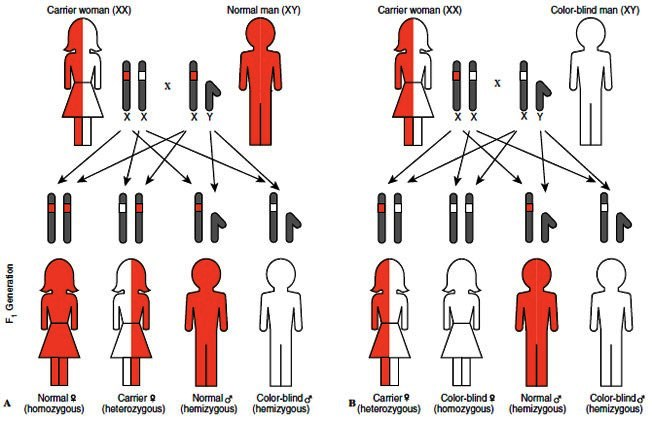 Carrier woman (XX)
Normal man (XY)
X
X X
X Y
F1 Generation
Normal ♀
(homozygous)
Carrier ♀
(heterozygous)
Normal ♂
(hemizygous)
Color-blind ♂
(hemizygous)
A
Carrier woman (XX)
Color-blind man (XY)
X
X X
X Y
Carrier ♀
(heterozygous)
Color-blind ♀
(homozygous)
Normal ♂
(hemizygous)
Color-blind ♂
(hemizygous)
B